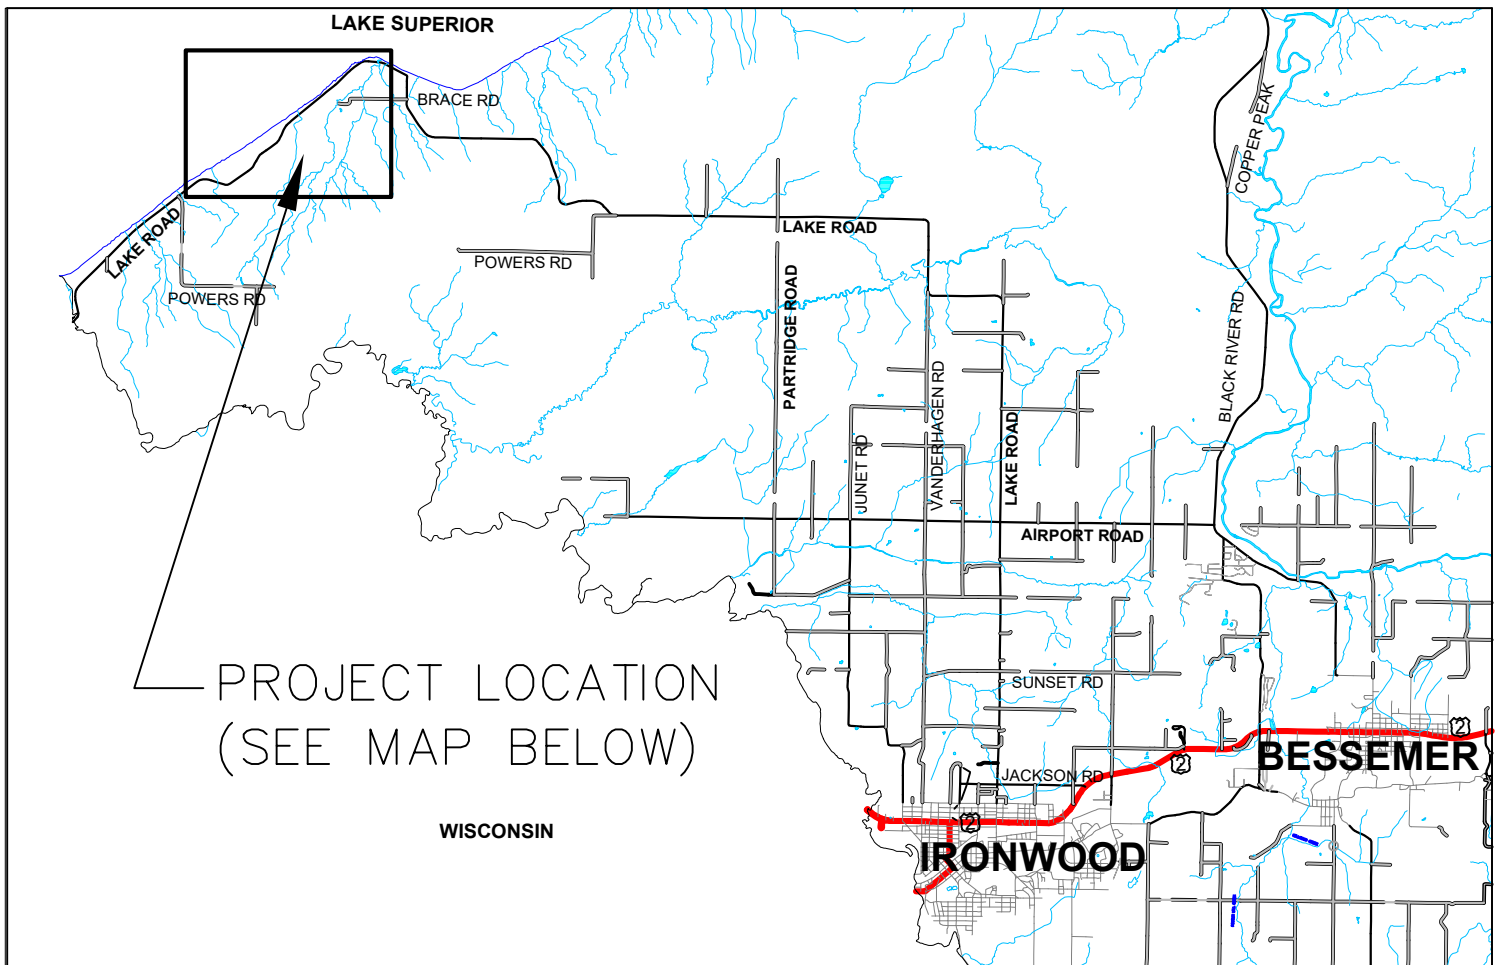 LAKE SUPERIOR
BRACE RD
COPPER PEAK
LAKE ROAD
LAKE ROAD
POWERS RD
POWERS RD
PARTRIDGE ROAD
BLACK RIVER RD
VANDERHAGEN RD
JUNET RD
LAKE ROAD
AIRPORT ROAD
PROJECT LOCATION
(SEE MAP BELOW)
SUNSET RD
2
BESSEMER
2
JACKSON RD
2
WISCONSIN
IRONWOOD